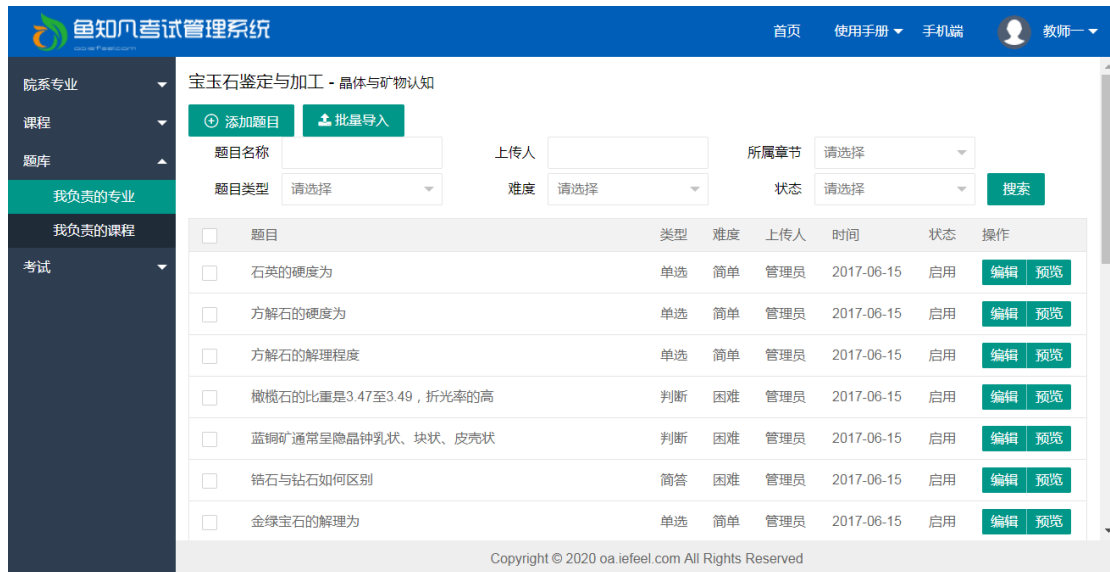 鱼知凡考试管理系统
oa.iefeel.com
首页 使用手册 手机端 教师一
院系专业
课程
题库
我负责的专业
我负责的课程
考试
宝玉石鉴定与加工 - 晶体与矿物认知
添加题目 批量导入
题目名称 上传人 所属章节 请选择
题目类型 请选择 难度 请选择 状态 请选择 搜索
题目 类型 难度 上传人 时间 状态 操作
石英的硬度为 单选 简单 管理员 2017-06-15 启用 编辑 预览
方解石的硬度为 单选 简单 管理员 2017-06-15 启用 编辑 预览
方解石的解理程度 单选 简单 管理员 2017-06-15 启用 编辑 预览
橄榄石的比重是3.47至3.49，折光率的高 判断 困难 管理员 2017-06-15 启用 编辑 预览
蓝铜矿通常呈隐晶钟乳状、块状、皮壳状 判断 困难 管理员 2017-06-15 启用 编辑 预览
锆石与钻石如何区别 简答 困难 管理员 2017-06-15 启用 编辑 预览
金绿宝石的解理为 单选 简单 管理员 2017-06-15 启用 编辑 预览
Copyright © 2020 oa.iefeel.com All Rights Reserved